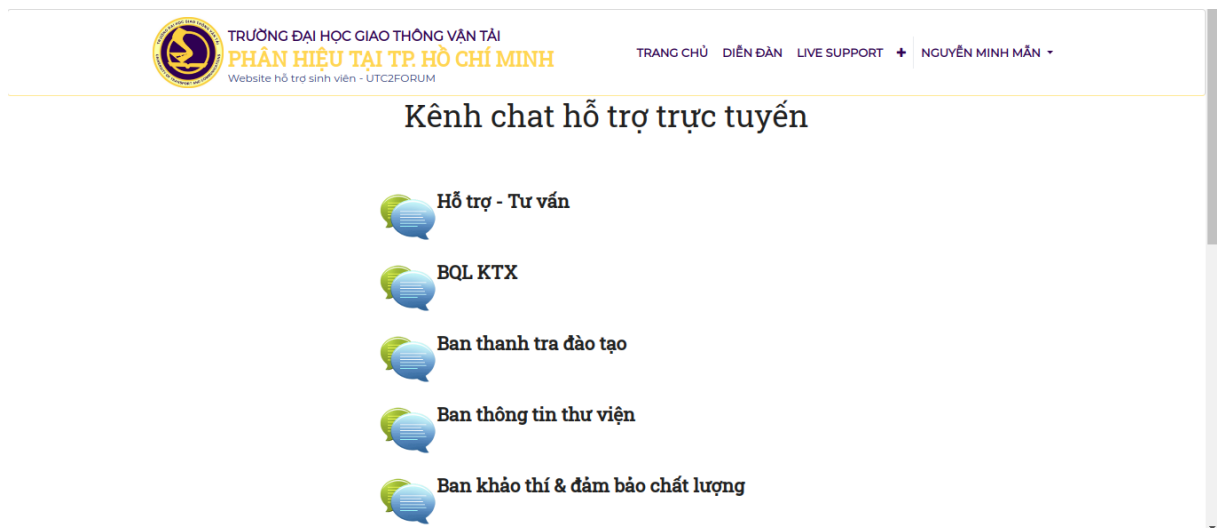 TRƯỜNG ĐẠI HỌC GIAO THÔNG VẬN TẢI
PHÂN HIỆU TẠI TP. HỒ CHÍ MINH
Website hỗ trợ sinh viên - UTC2FORUM
TRANG CHỦ DIỄN ĐÀN LIVE SUPPORT + NGUYỄN MINH MẪN
Kênh chat hỗ trợ trực tuyến
Hỗ trợ - Tư vấn
BQL KTX
Ban thanh tra đào tạo
Ban thông tin thư viện
Ban khảo thí & đảm bảo chất lượng